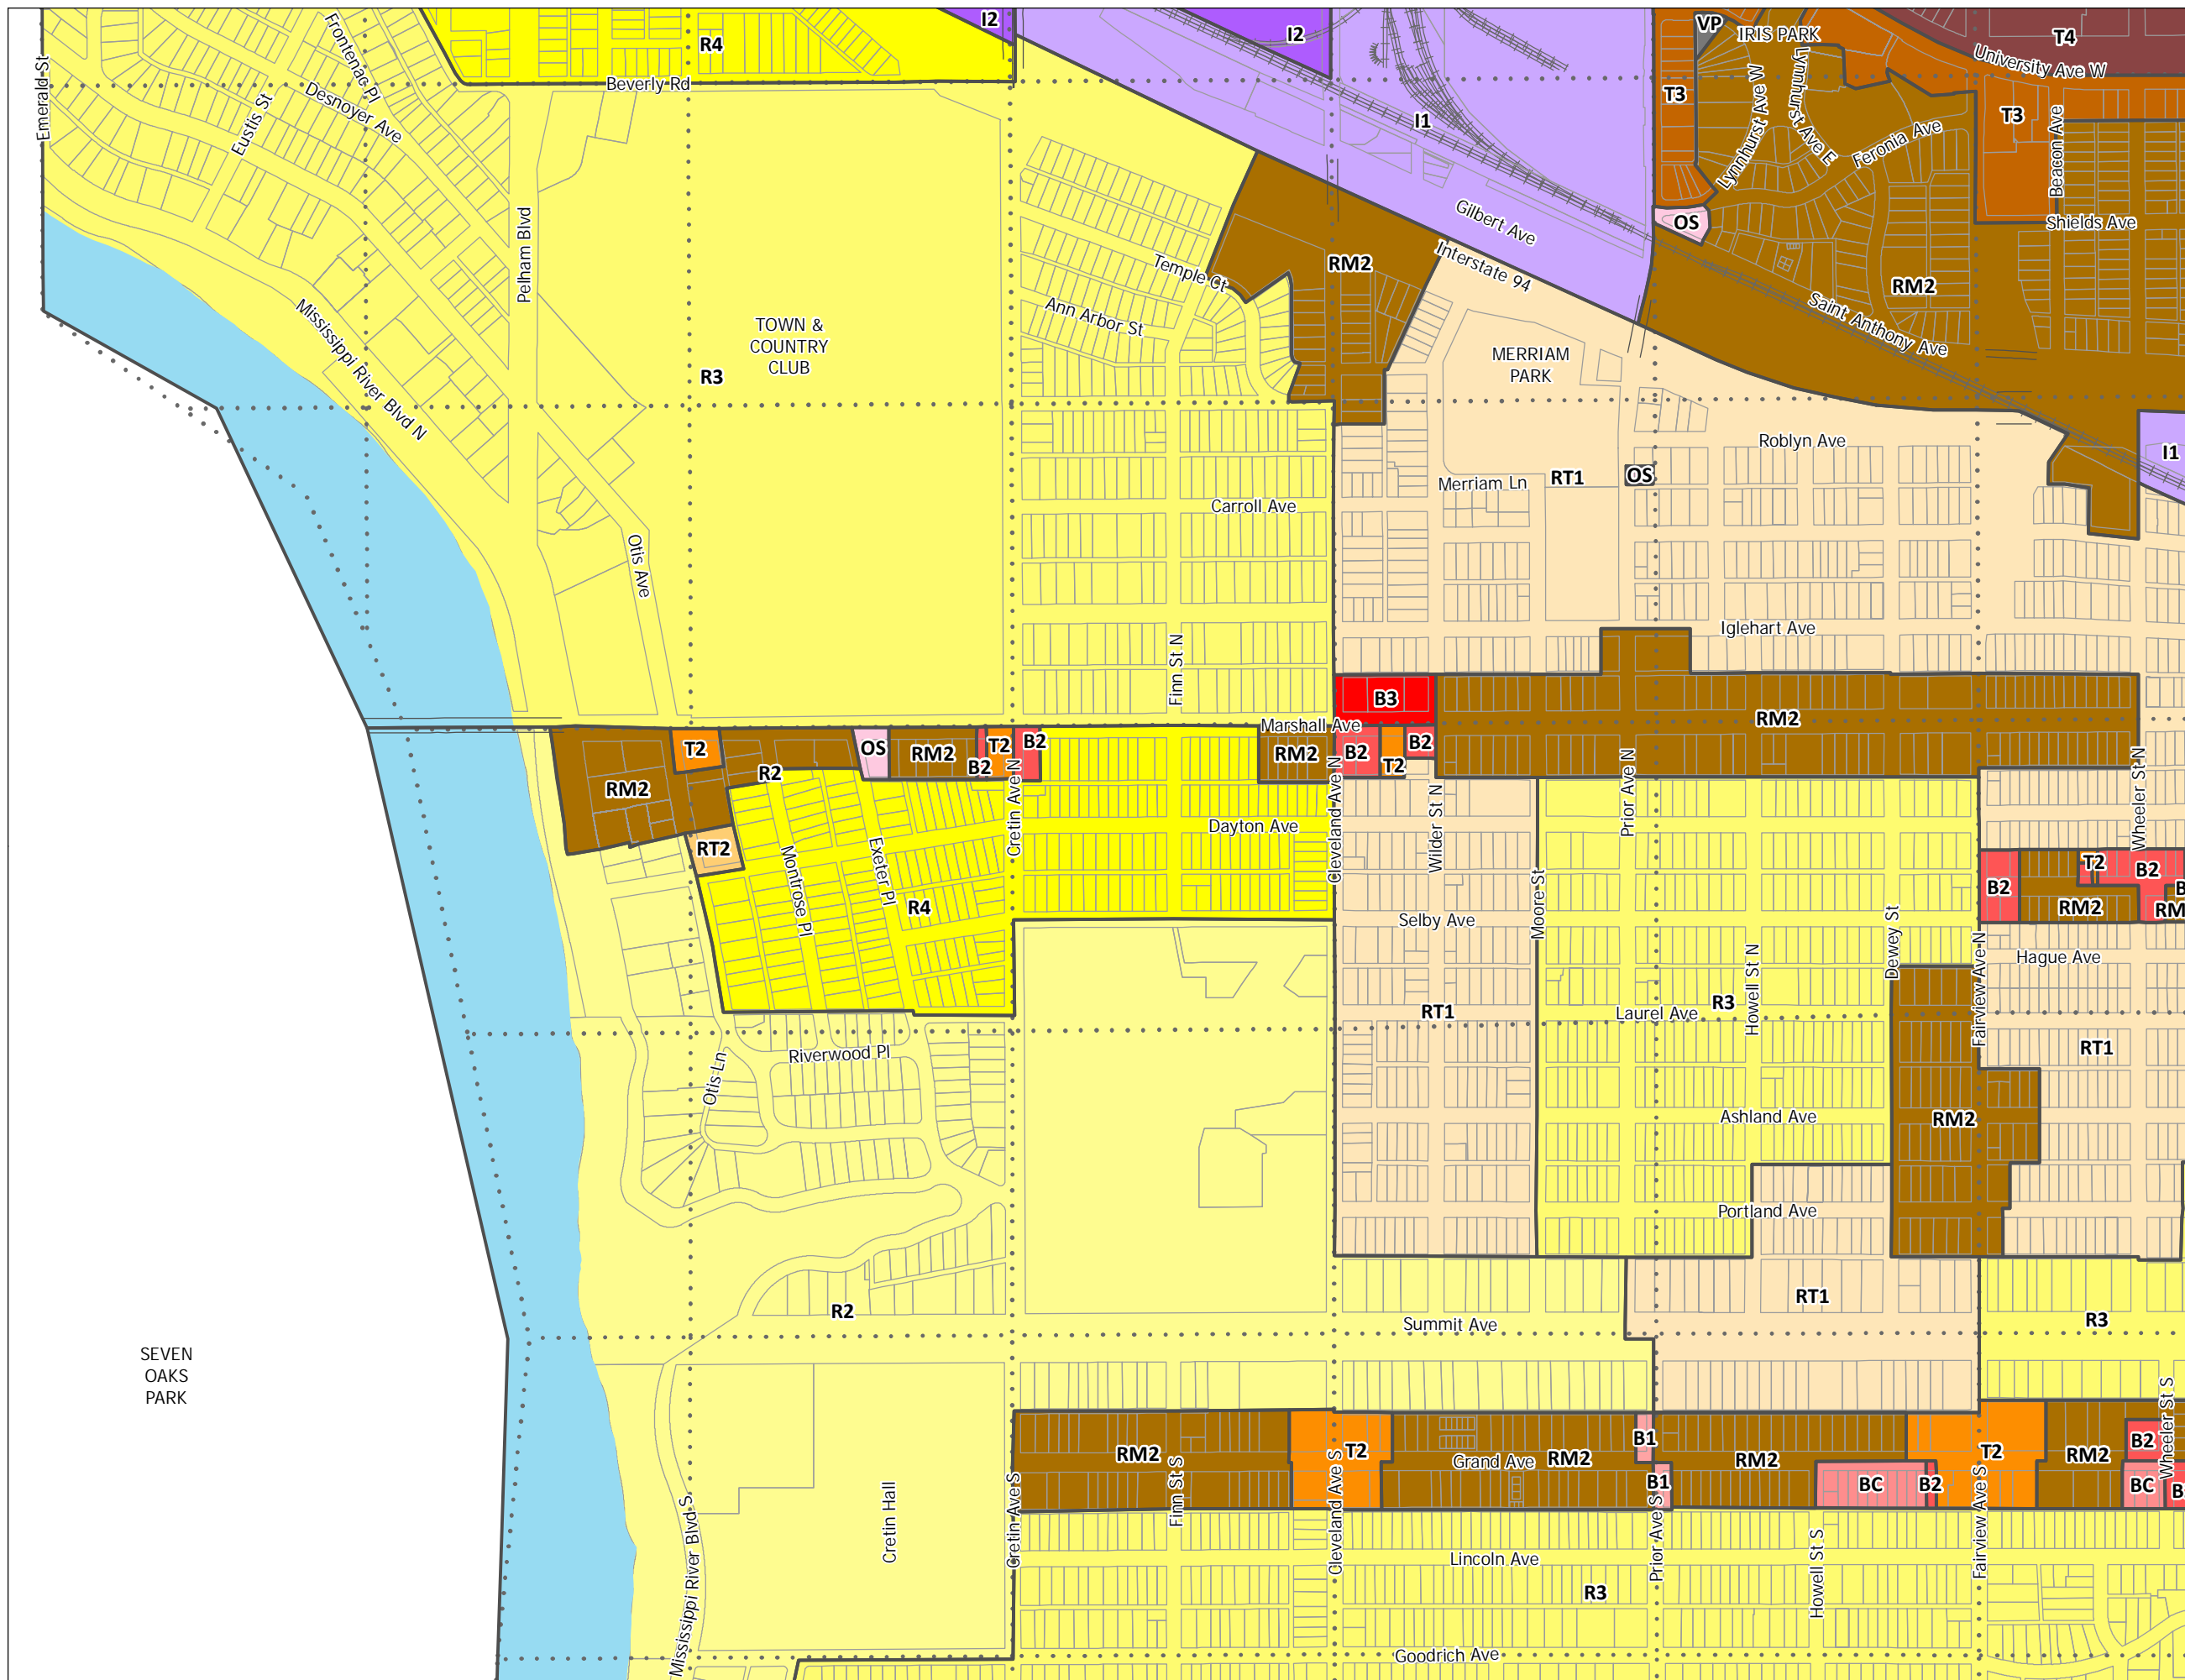 I2
R4
I2
VP
IRIS PARK
T4
University Ave W
Emerald St
Frontenac Pl
Desnoyer Ave
Eustis St
Beverly Rd
T3
Lynnhurst Ave W
Lynnhurst Ave E
Feronia Ave
T3
Beacon Ave
I1
OS
Shields Ave
Gilbert Ave
Pelham Blvd
Temple Ct
RM2
Interstate 94
RM2
Ann Arbor St
Saint Anthony Ave
Mississippi River Blvd N
TOWN &
COUNTRY
CLUB
R3
MERRIAM
PARK
Roblyn Ave
I1
Merriam Ln
RT1
OS
Carroll Ave
Otis Ave
Finn St N
Iglehart Ave
B3
RM2
Marshall Ave
T2
OS
RM2
B2
T2
B2
RM2
B2
T2
B2
R2
RM2
Cretin Ave N
Cleveland Ave N
Wilder St N
Prior Ave N
Wheeler St N
Dayton Ave
RT2
Montrose Pl
Exeter Pl
R4
Moore St
Selby Ave
Dewey St
B2
T2
B2
RM2
B
RM
Fairview Ave N
Hague Ave
Howell St N
R3
Laurel Ave
RT1
RT1
Riverwood Pl
Otis Ln
Ashland Ave
RM2
Portland Ave
R2
RT1
Summit Ave
R3
SEVEN
OAKS
PARK
RM2
T2
Grand Ave
RM2
B1
B1
RM2
BC
B2
T2
RM2
B2
BC
B
Wheeler St S
Cretin Hall
Cretin Ave S
Finn St S
Cleveland Ave S
Prior Ave S
Howell St S
Fairview Ave S
Mississippi River Blvd S
Lincoln Ave
R3
Goodrich Ave